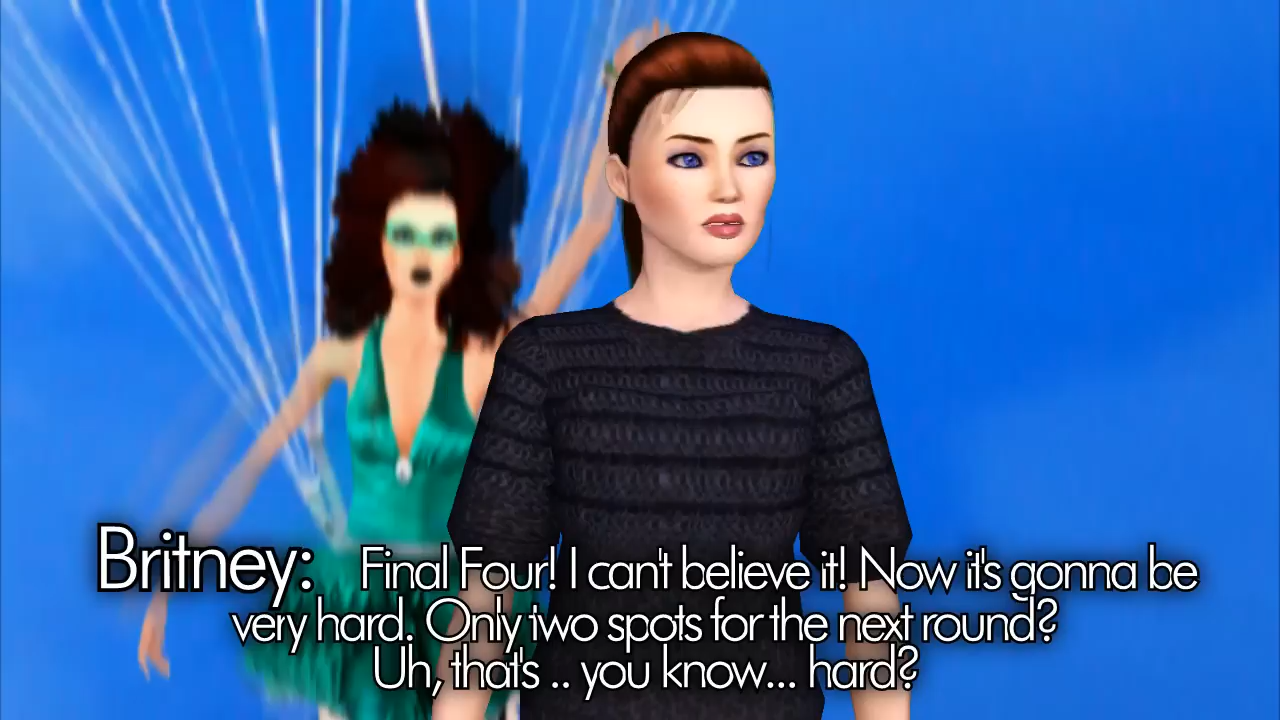 Britney: Final Four! I can't believe it! Now it's gonna be
very hard. Only two spots for the next round?
Uh, that's .. you know... hard?